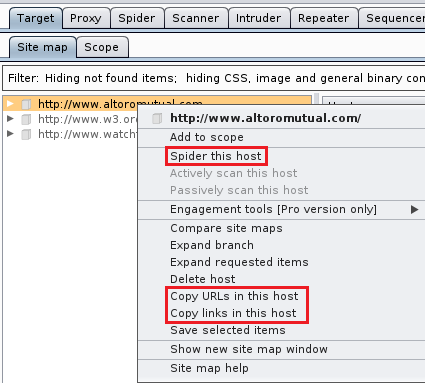 Target Proxy Spider Scanner Intruder Repeater Sequencer
Site map Scope
Filter: Hiding not found items; hiding CSS, image and general binary con
http://www.altoromutual.com
http://www.w3.or
http://www.watchf
http://www.altoromutual.com/
Add to scope
Spider this host
Actively scan this host
Passively scan this host
Engagement tools [Pro version only]
Compare site maps
Expand branch
Expand requested items
Delete host
Copy URLs in this host
Copy links in this host
Save selected items
Show new site map window
Site map help